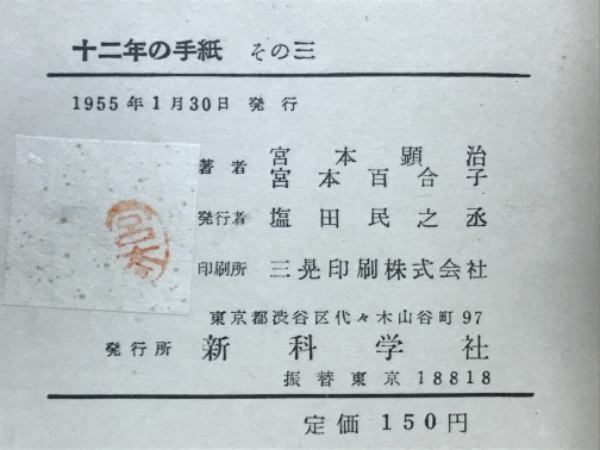 十二年の手紙 その三
1955年1月30日 発行
著者 宮本顕治
宮本百合子
宮本
発行者 塩田民之丞
印刷所 三晃印刷株式会社
東京都渋谷区代々木山谷町97
発行所 新科学社
振替東京18818
定価 150円